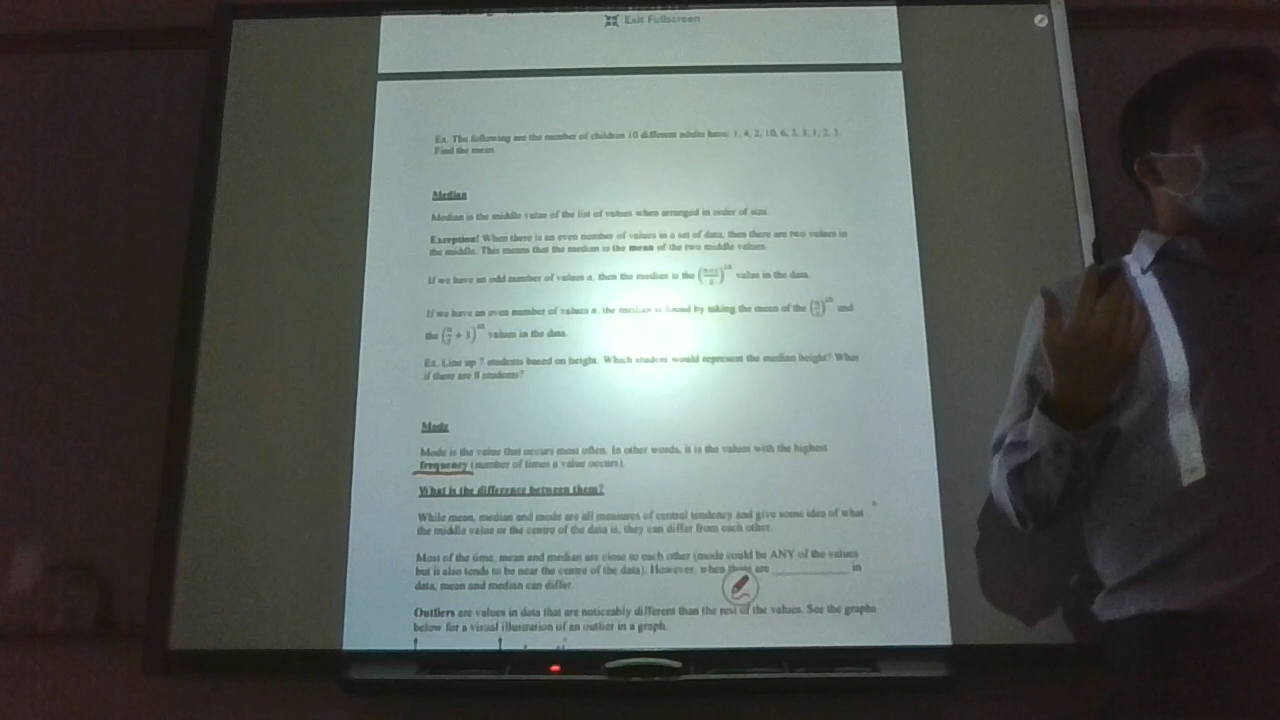 Exit Fullscreen
Ex. The following are the number of children 10 different adults have: 1, 4, 2, 10, 6, 3, 3, 1, 2, 3.
Find the mean
Median
Median is the middle value of the list of values when arranged in order of size
Exception! When there is an even number of values in a set of data, then there are two values in
the middle. This means that the median is the mean of the two middle values.
If we have an odd number of values n, then the median is the (n+1/2)th value in the data
If we have an even number of values n, the median is found by taking the mean of the (n/2)th and
the (n/2 + 1)th values in the data.
Ex. Line up 7 students based on height. Which student would represent the median height? What
if there are 8 students?
Mode
Mode is the value that occurs most often. In other words, it is the values with the highest
frequency (number of times a value occurs).
What is the difference between them?
While mean, median and mode are all measures of central tendency and give some idea of what
the middle value or the centre of the data is, they can differ from each other.
Most of the time, mean and median are close to each other (mode could be ANY of the values
but is also tends to be near the centre of the data). However, when there are ____________ in
data, mean and median can differ
Outliers are values in data that are noticeably different than the rest of the values. See the graphs
below for a visual illustration of an outlier in a graph.